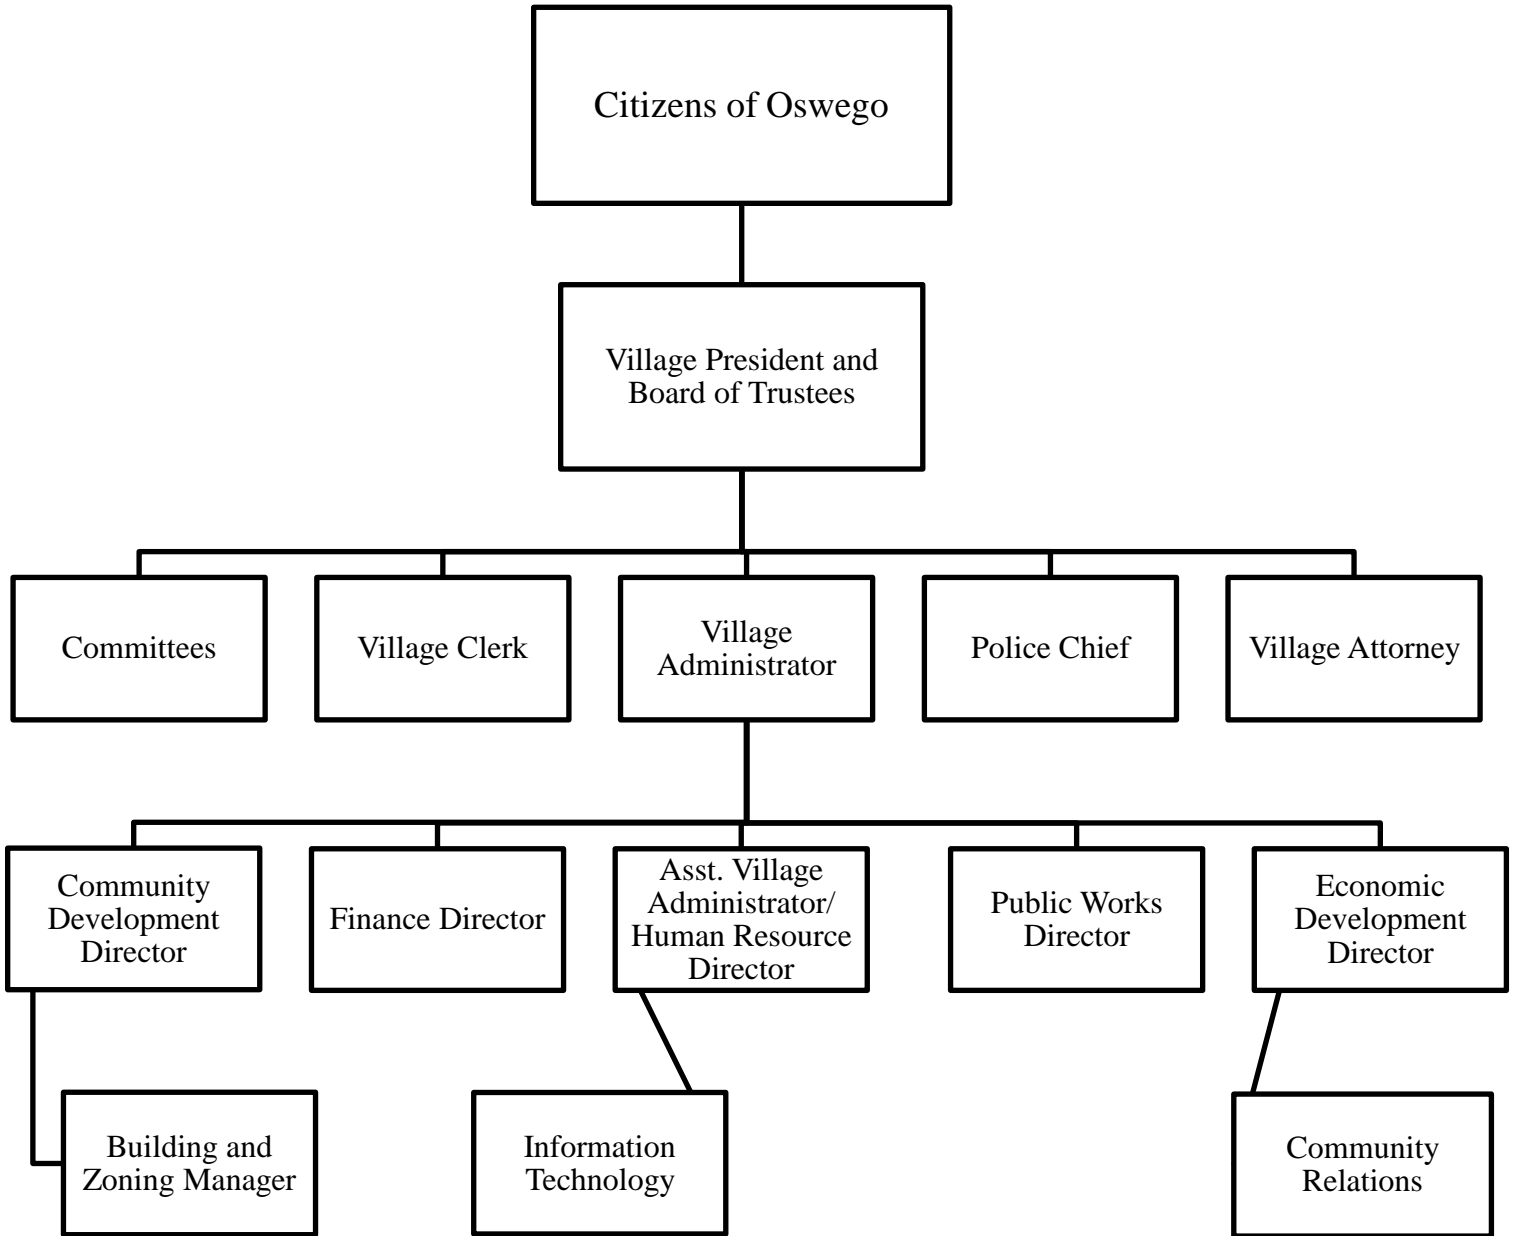 Citizens of Oswego
Village President and
Board of Trustees
Committees
Village Clerk
Village
Administrator
Police Chief
Village Attorney
Community
Development
Director
Finance Director
Asst. Village
Administrator/
Human Resource
Director
Public Works
Director
Economic
Development
Director
Building and
Zoning Manager
Information
Technology
Community
Relations